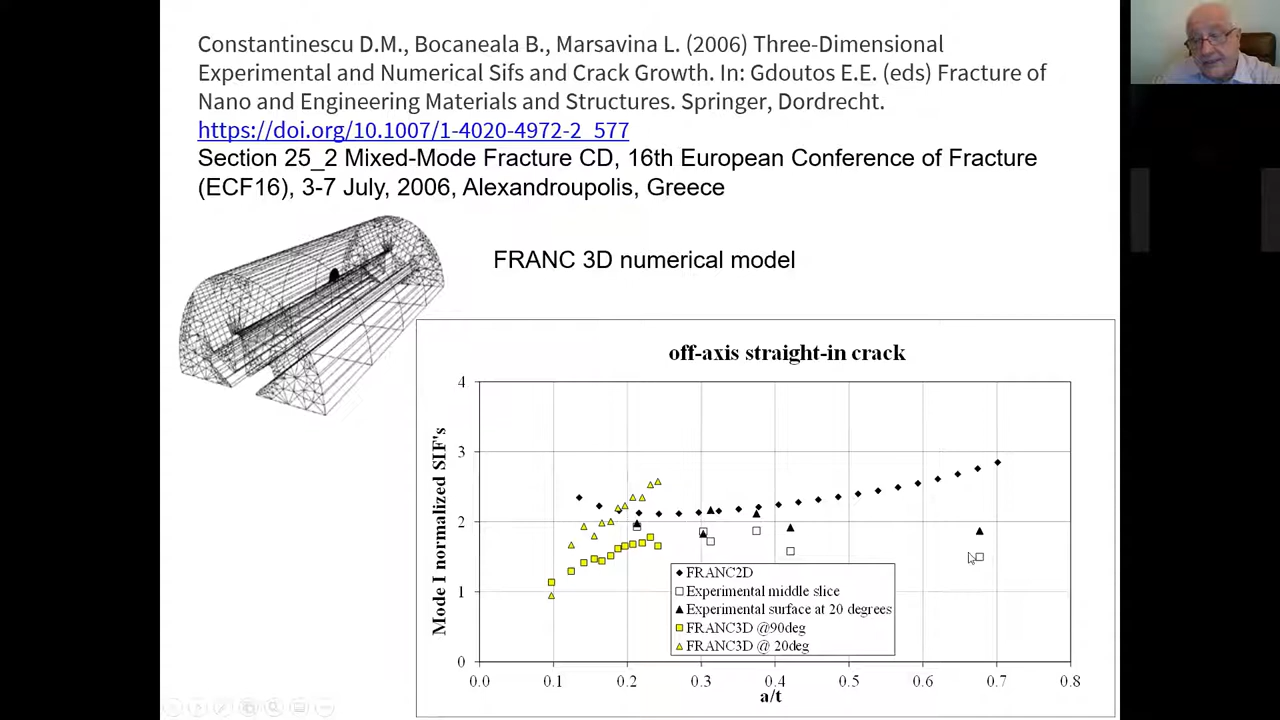 Constantinescu D.M., Bocaneala B., Marsavina L. (2006) Three-Dimensional
Experimental and Numerical Sifs and Crack Growth. In: Gdoutos E.E. (eds) Fracture of
Nano and Engineering Materials and Structures. Springer, Dordrecht.
https://doi.org/10.1007/1-4020-4972-2_577
Section 25_2 Mixed-Mode Fracture CD, 16th European Conference of Fracture
(ECF16), 3-7 July, 2006, Alexandroupolis, Greece
FRANC 3D numerical model
off-axis straight-in crack
Mode I normalized SIF's
4
3
2
1
0
FRANC2D
Experimental middle slice
Experimental surface at 20 degrees
FRANC3D @90deg
FRANC3D @ 20deg
0.0 0.1 0.2 0.3 0.4 0.5 0.6 0.7 0.8
a/t